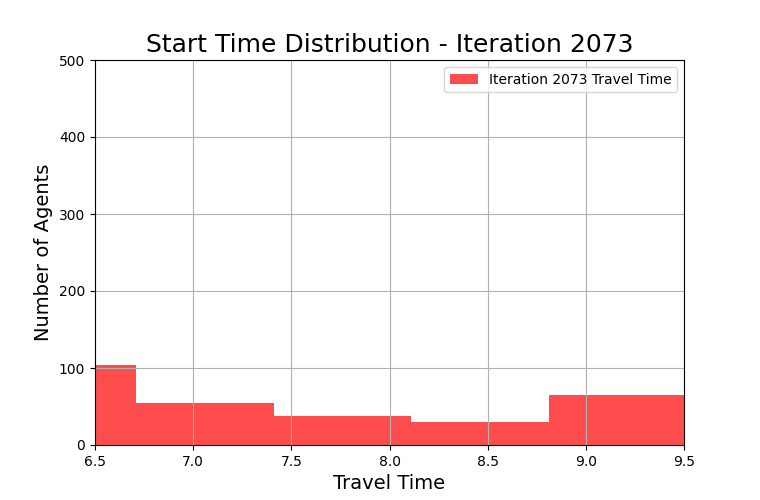 Start Time Distribution - Iteration 2073
Iteration 2073 Travel Time
Number of Agents
500
400
300
200
100
0
6.5 7.0 7.5 8.0 8.5 9.0 9.5
Travel Time